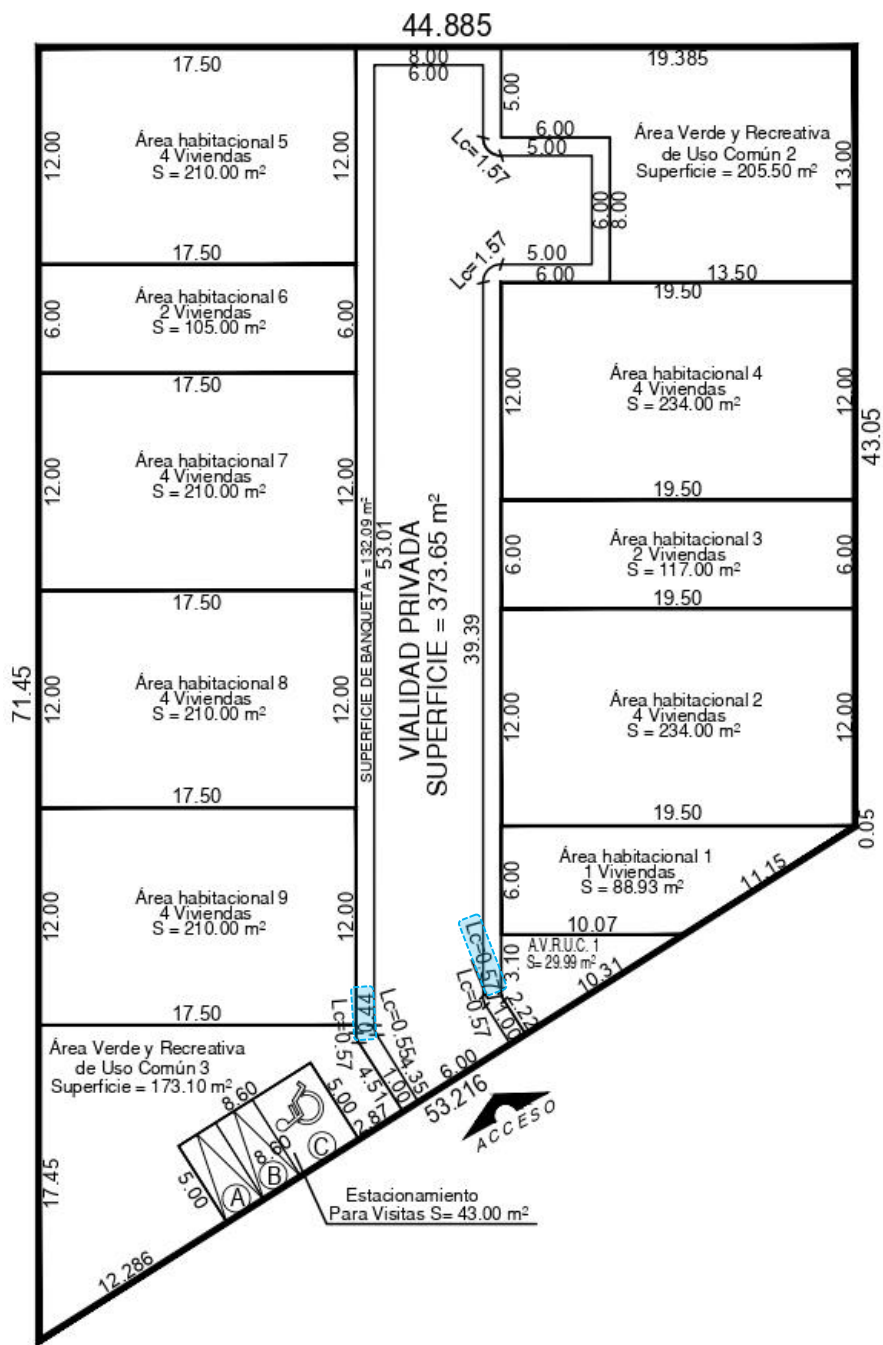 44.885
17.50
8.00
6.00
19.385
12.00
Área habitacional 5
4 Viviendas
S = 210.00 m²
12.00
5.00
Lc=1.57
6.00
5.00
Área Verde y Recreativa
de Uso Común 2
Superficie = 205.50 m²
13.00
6.00
8.00
17.50
Lc=1.57
5.00
6.00
13.50
6.00
Área habitacional 6
2 Viviendas
S = 105.00 m²
6.00
19.50
17.50
12.00
Área habitacional 4
4 Viviendas
S = 234.00 m²
12.00
43.05
12.00
Área habitacional 7
4 Viviendas
S = 210.00 m²
12.00
19.50
SUPERFICIE DE BANQUETA = 132.09 m²
53.01
VIALIDAD PRIVADA
SUPERFICIE = 373.65 m²
39.39
6.00
Área habitacional 3
2 Viviendas
S = 117.00 m²
6.00
17.50
19.50
71.45
12.00
Área habitacional 8
4 Viviendas
S = 210.00 m²
12.00
12.00
Área habitacional 2
4 Viviendas
S = 234.00 m²
12.00
17.50
19.50
0.05
12.00
Área habitacional 9
4 Viviendas
S = 210.00 m²
12.00
6.00
Área habitacional 1
1 Viviendas
S = 88.93 m²
11.15
10.07
Lc=0.57
3.10
A.V.R.U.C. 1
S= 29.99 m²
10.31
17.50
0.44
Lc=0.57
Lc=0.55
4.35
Lc=0.57
1.00
2.22
Área Verde y Recreativa
de Uso Común 3
Superficie = 173.10 m²
4.51
1.00
6.00
53.216
8.60
5.00
2.87
ACCESO
17.45
5.00
8.60
A
B
C
Estacionamiento
Para Visitas S= 43.00 m²
12.286